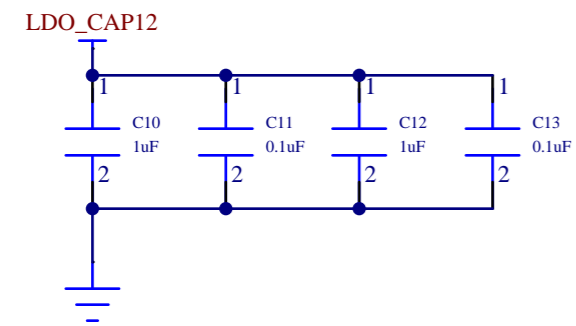 LDO_CAP12
1 1 1 1
C10 C11 C12 C13
1uF 0.1uF 1uF 0.1uF
2 2 2 2